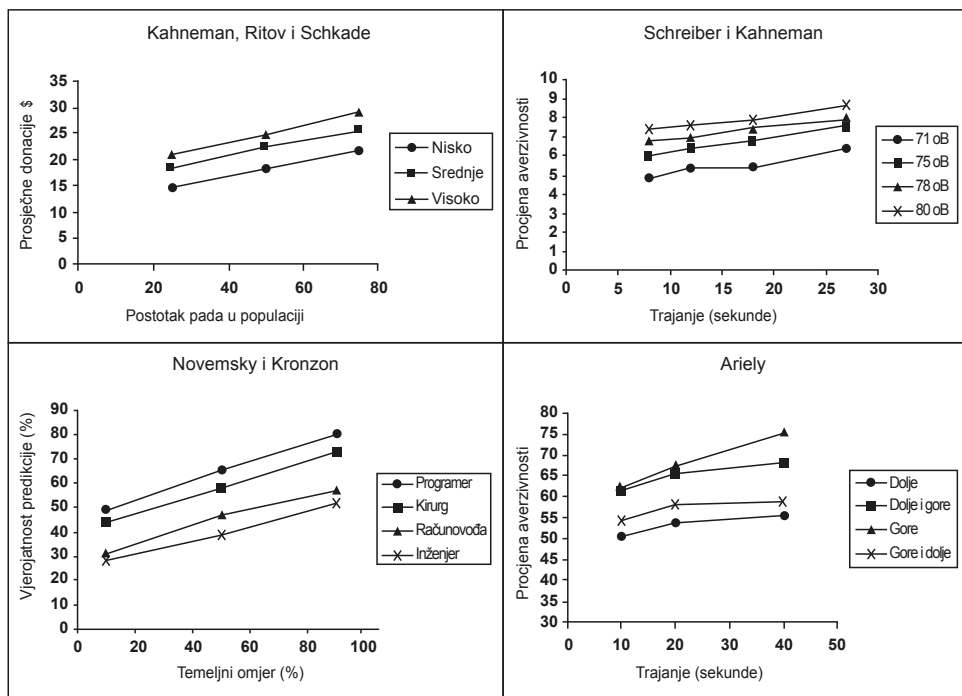 Kahneman, Ritov i Schkade
Prosječne donacije $
35
30
25
20
15
10
5
0
0 20 40 60 80
Postotak pada u populaciji
Nisko
Srednje
Visoko
Schreiber i Kahneman
Procjena averzivnosti
10
9
8
7
6
5
4
3
2
1
0
0 5 10 15 20 25 30
Trajanje (sekunde)
71 oB
75 oB
78 oB
80 oB
Novemsky i Kronzon
Vjerojatnost predikcije (%)
90
80
70
60
50
40
30
20
10
0
0 20 40 60 80 100
Temeljni omjer (%)
Programer
Kirurg
Računovođa
Inženjer
Ariely
Procjena averzivnosti
80
75
70
65
60
55
50
45
40
35
30
0 10 20 30 40 50
Trajanje (sekunde)
Dolje
Dolje i gore
Gore
Gore i dolje